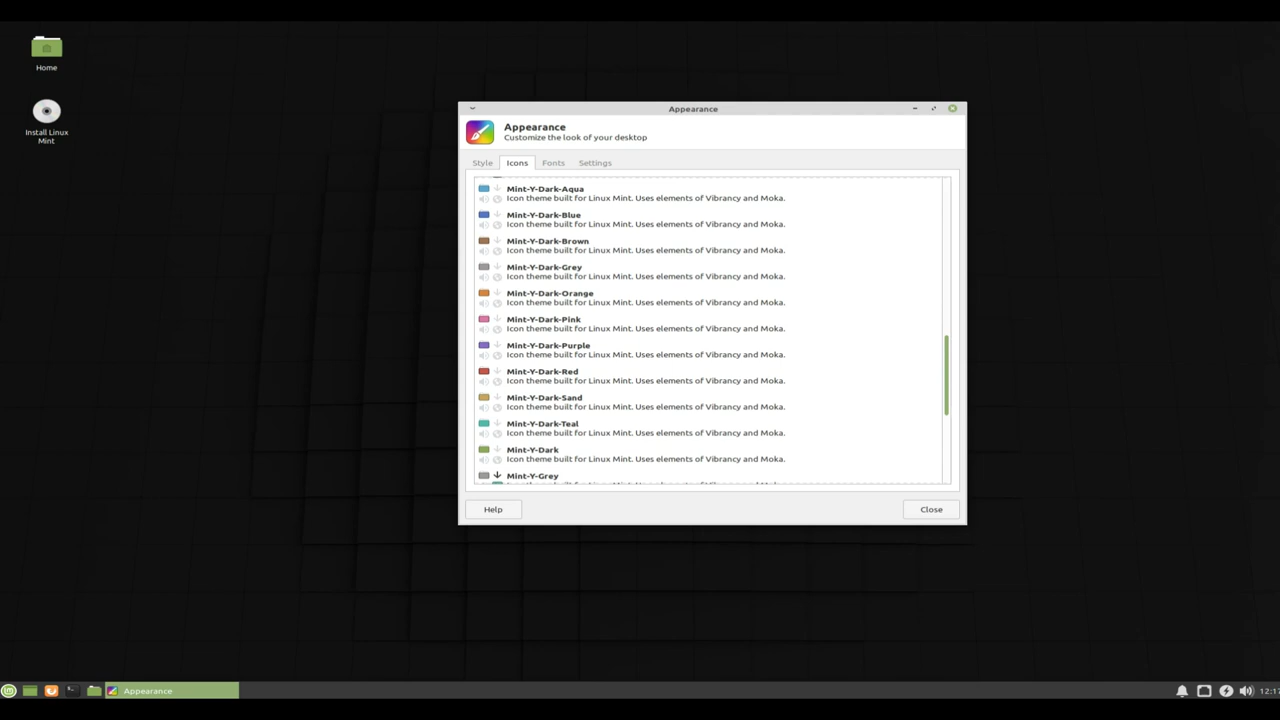 Home
Install Linux
Mint
Appearance
Appearance
Customize the look of your desktop
Style Icons Fonts Settings
Mint-Y-Dark-Aqua
Icon theme built for Linux Mint. Uses elements of Vibrancy and Moka.
Mint-Y-Dark-Blue
Icon theme built for Linux Mint. Uses elements of Vibrancy and Moka.
Mint-Y-Dark-Brown
Icon theme built for Linux Mint. Uses elements of Vibrancy and Moka.
Mint-Y-Dark-Grey
Icon theme built for Linux Mint. Uses elements of Vibrancy and Moka.
Mint-Y-Dark-Orange
Icon theme built for Linux Mint. Uses elements of Vibrancy and Moka.
Mint-Y-Dark-Pink
Icon theme built for Linux Mint. Uses elements of Vibrancy and Moka.
Mint-Y-Dark-Purple
Icon theme built for Linux Mint. Uses elements of Vibrancy and Moka.
Mint-Y-Dark-Red
Icon theme built for Linux Mint. Uses elements of Vibrancy and Moka.
Mint-Y-Dark-Sand
Icon theme built for Linux Mint. Uses elements of Vibrancy and Moka.
Mint-Y-Dark-Teal
Icon theme built for Linux Mint. Uses elements of Vibrancy and Moka.
Mint-Y-Dark
Icon theme built for Linux Mint. Uses elements of Vibrancy and Moka.
Mint-Y-Grey
Help Close
Appearance
12:17